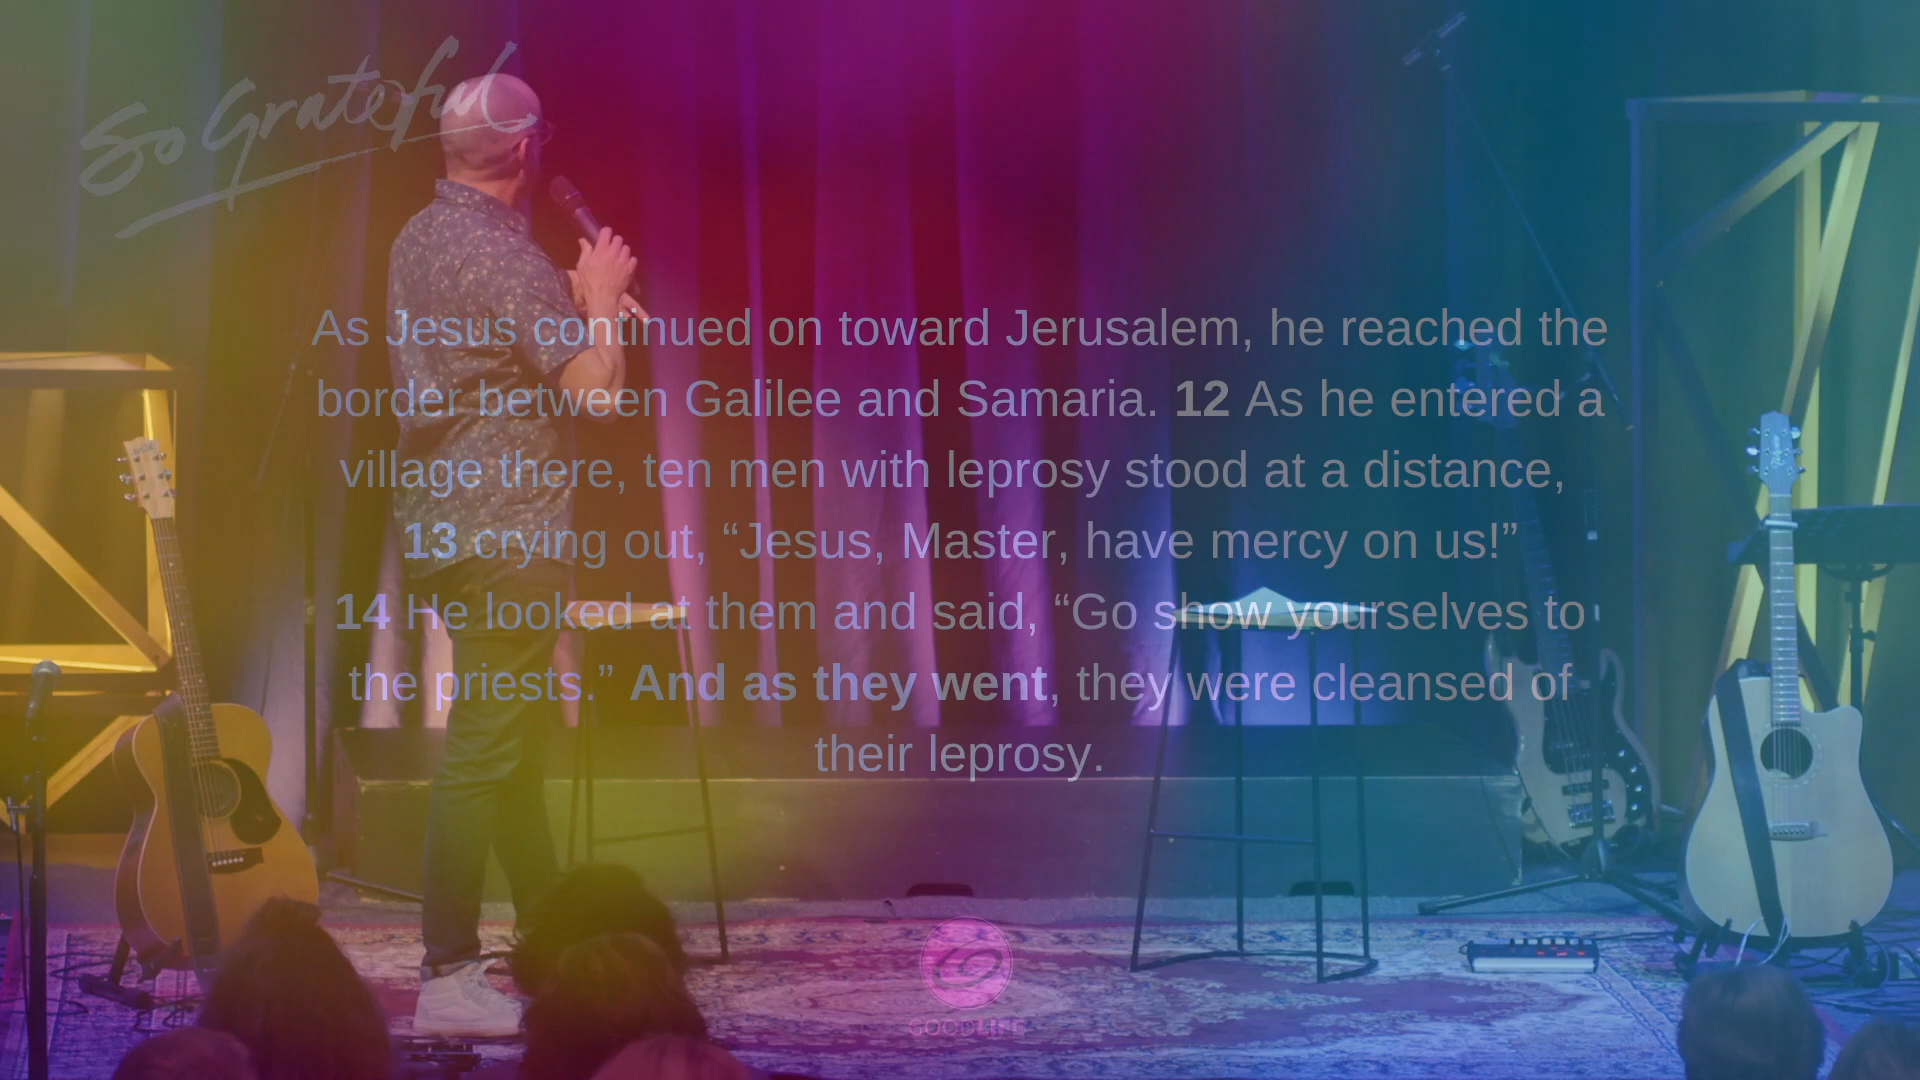 So Grateful
As Jesus continued on toward Jerusalem, he reached the
border between Galilee and Samaria. 12 As he entered a
village there, ten men with leprosy stood at a distance,
13 crying out, “Jesus, Master, have mercy on us!”
14 He looked at them and said, “Go show yourselves to
the priests.” And as they went, they were cleansed of
their leprosy.
GOODLIFE